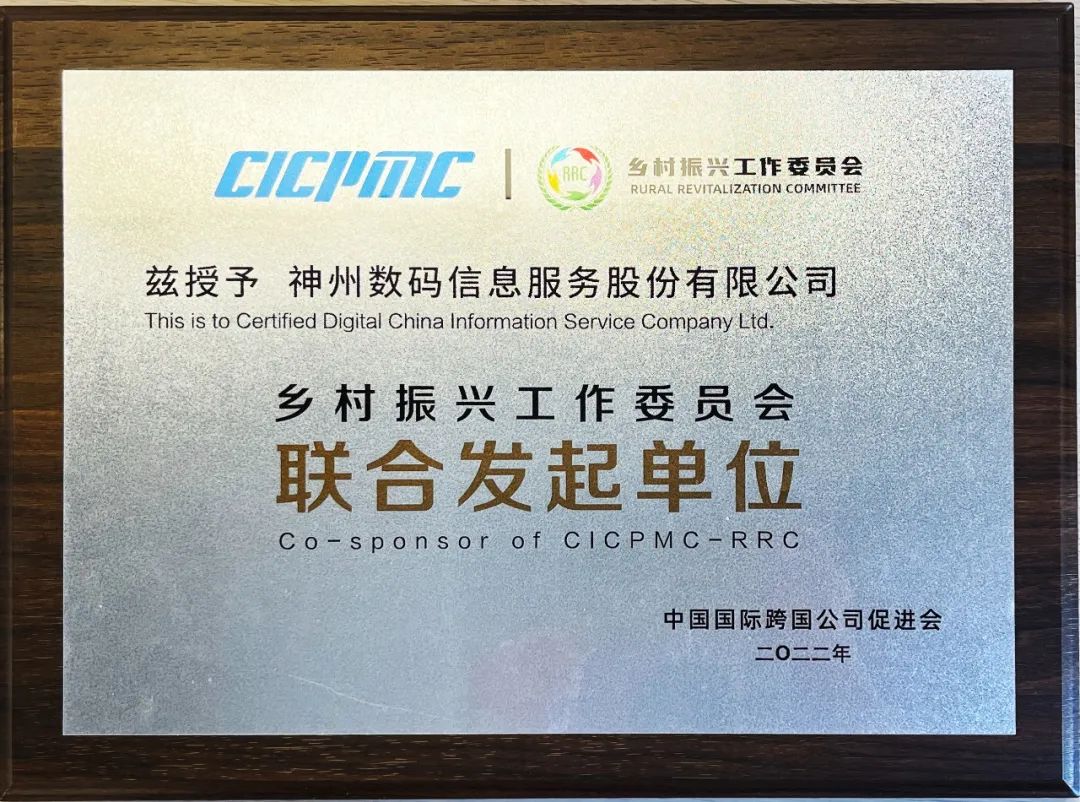 CICPMC
RRC
乡村振兴工作委员会
RURAL REVITALIZATION COMMITTEE
兹授予 神州数码信息服务股份有限公司
This is to Certified Digital China Information Service Company Ltd.
乡村振兴工作委员会
联合发起单位
Co-sponsor of CICPMC-RRC
中国国际跨国公司促进会
二O二二年